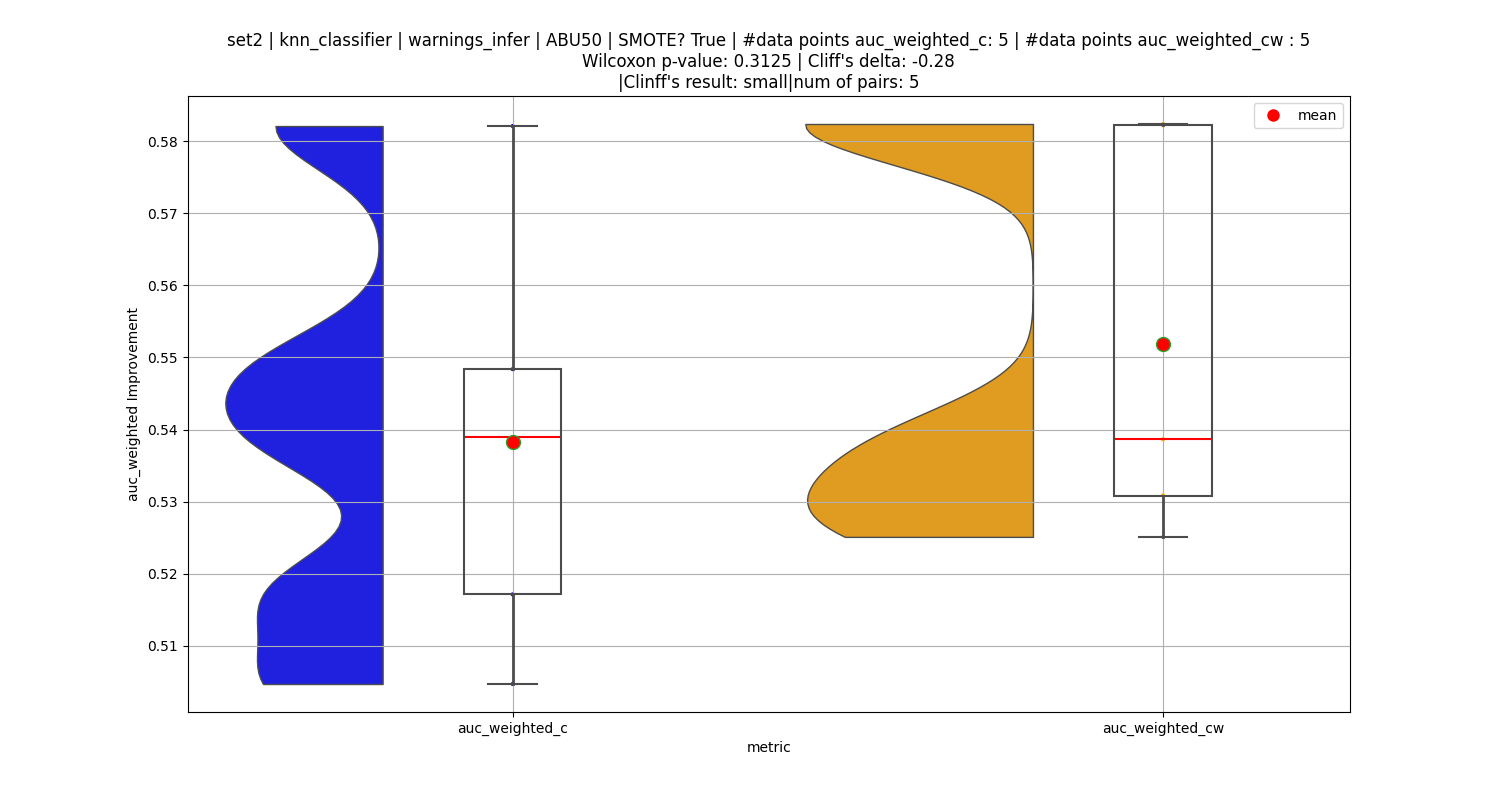 set2 | knn_classifier | warnings_infer | ABU50 | SMOTE? True | #data points auc_weighted_c: 5 | #data points auc_weighted_cw : 5
Wilcoxon p-value: 0.3125 | Cliff's delta: -0.28
|Clinff's result: small|num of pairs: 5
mean
auc_weighted Improvement
0.58
0.57
0.56
0.55
0.54
0.53
0.52
0.51
auc_weighted_c
auc_weighted_cw
metric